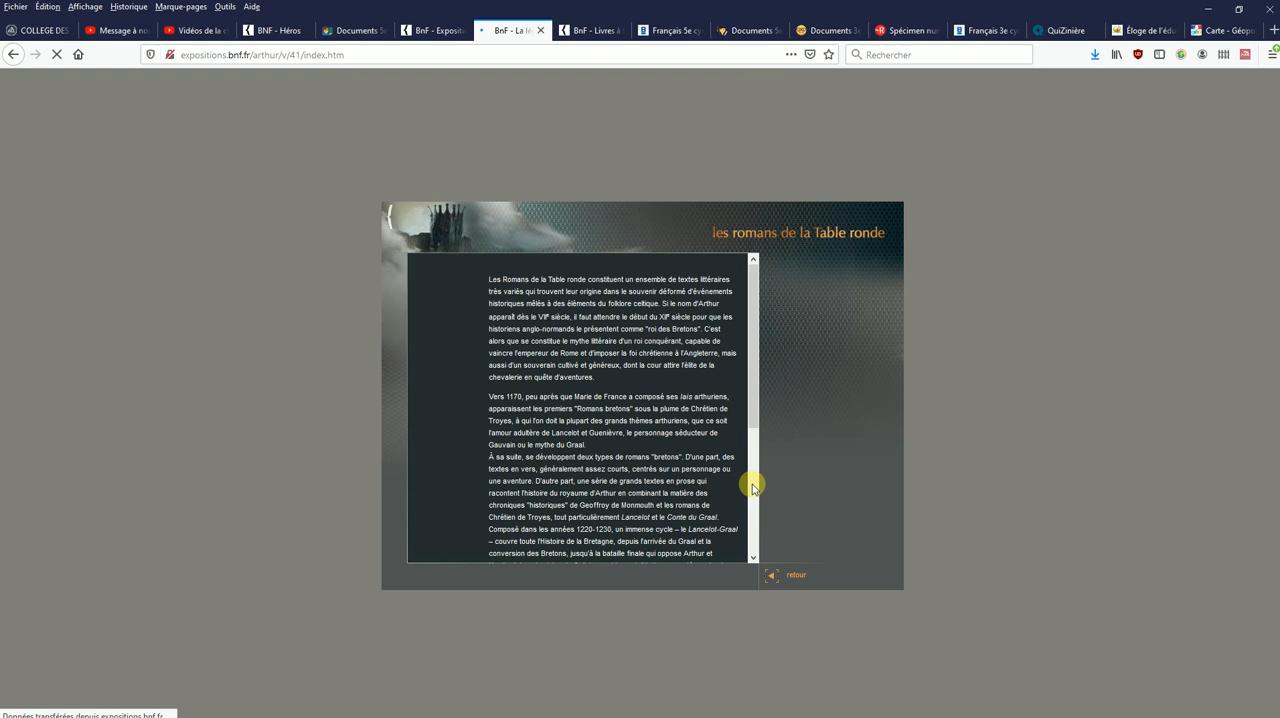 Fichier Édition Affichage Historique Marque-pages Outils Aide
COLLEGE DES Message à no Vidéos de la c BNF - Héros Documents 5e BnF - Exposit BnF - La lé BnF - Livres à Français 5e cy Documents 5e Documents 3e Spécimen num Français 3e cy QuiZinière Éloge de l'édu Carte - Géopo
expositions.bnf.fr/arthur/v/41/index.htm Rechercher
les romans de la Table ronde
Les Romans de la Table ronde constituent un ensemble de textes littéraires
très variés qui trouvent leur origine dans le souvenir déformé d'événements
historiques mêlés à des éléments du folklore celtique. Si le nom d'Arthur
apparaît dès le VIIe siècle, il faut attendre le début du XIIe siècle pour que les
historiens anglo-normands le présentent comme "roi des Bretons". C'est
alors que se constitue le mythe littéraire d'un roi conquérant, capable de
vaincre l'empereur de Rome et d'imposer la foi chrétienne à l'Angleterre, mais
aussi d'un souverain cultivé et généreux, dont la cour attire l'élite de la
chevalerie en quête d'aventures.
Vers 1170, peu après que Marie de France a composé ses lais arthuriens,
apparaissent les premiers "Romans bretons" sous la plume de Chrétien de
Troyes, à qui l'on doit la plupart des grands thèmes arthuriens, que ce soit
l'amour adultère de Lancelot et Guenièvre, le personnage séducteur de
Gauvain ou le mythe du Graal.
À sa suite, se développent deux types de romans "bretons". D'une part, des
textes en vers, généralement assez courts, centrés sur un personnage ou
une aventure. D'autre part, une série de grands textes en prose qui
racontent l'histoire du royaume d'Arthur en combinant la matière des
chroniques "historiques" de Geoffroy de Monmouth et les romans de
Chrétien de Troyes, tout particulièrement Lancelot et le Conte du Graal.
Composé dans les années 1220-1230, un immense cycle – le Lancelot-Graal
– couvre toute l'Histoire de la Bretagne, depuis l'arrivée du Graal et la
conversion des Bretons, jusqu'à la bataille finale qui oppose Arthur et
retour
Données transférées depuis expositions.bnf.fr